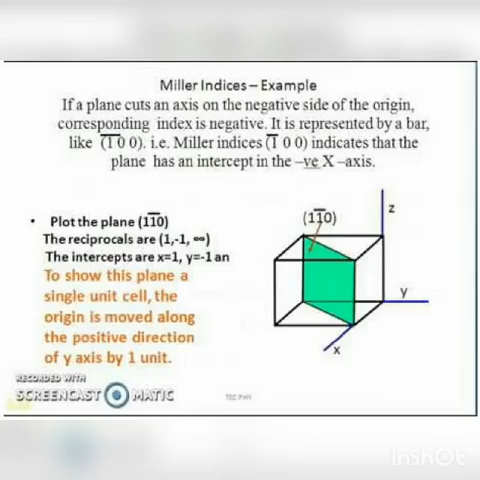 Miller Indices – Example
If a plane cuts an axis on the negative side of the origin,
corresponding index is negative. It is represented by a bar,
like (1̅ 0 0). i.e. Miller indices (1̅ 0 0) indicates that the
plane has an intercept in the –ve X –axis.
• Plot the plane (11̅0)
The reciprocals are (1,-1, ∞)
The intercepts are x=1, y=-1 an
To show this plane a
single unit cell, the
origin is moved along
the positive direction
of y axis by 1 unit.
(11̅0)
z
y
x
RECORDED WITH
SCREENCAST MATIC
TEC PHY
InShOt